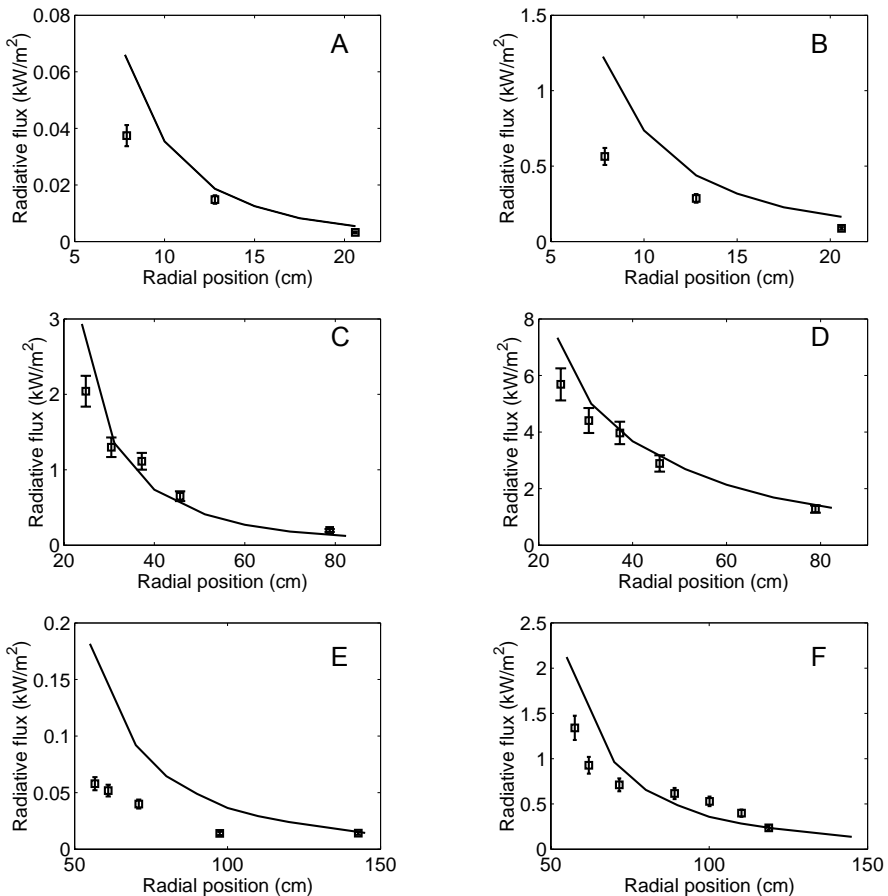 0.08
0.06
0.04
0.02
0
5
10
15
20
Radiative flux (kW/m²)
Radial position (cm)
A
1.5
1
0.5
0
5
10
15
20
Radiative flux (kW/m²)
Radial position (cm)
B
3
2
1
0
20
40
60
80
Radiative flux (kW/m²)
Radial position (cm)
C
8
6
4
2
0
20
40
60
80
Radiative flux (kW/m²)
Radial position (cm)
D
0.2
0.15
0.1
0.05
0
50
100
150
Radiative flux (kW/m²)
Radial position (cm)
E
2.5
2
1.5
1
0.5
0
50
100
150
Radiative flux (kW/m²)
Radial position (cm)
F